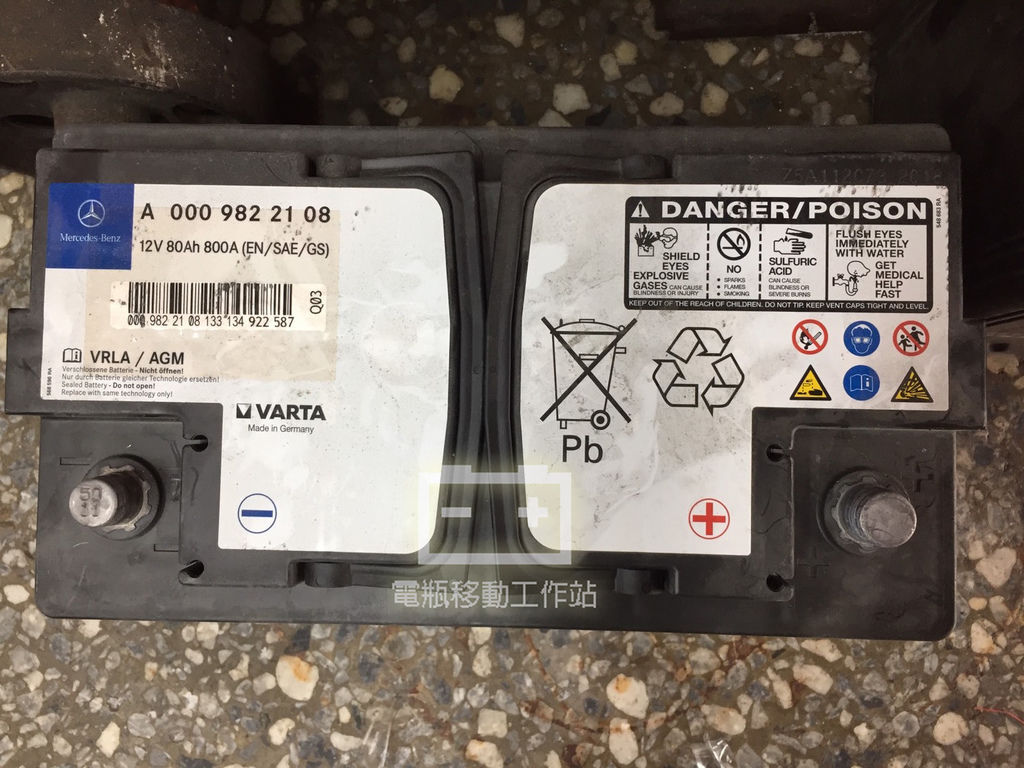 Mercedes-Benz
A 000 982 21 08
12V 80Ah 800A (EN/SAE/GS)
000 982 21 08 133 134 922 587
Q03
VRLA / AGM
Verschlossene Batterie - Nicht öffnen!
Nur durch Batterie gleicher Technologie ersetzen!
Sealed Battery - Do not open!
Replace with same technology only!
VARTA
Made in Germany
DANGER/POISON
SHIELD
EYES
EXPLOSIVE
GASES CAN CAUSE
BLINDNESS OR INJURY
NO
• SPARKS
• FLAMES
• SMOKING
SULFURIC
ACID
CAN CAUSE
BLINDNESS OR
SEVERE BURNS
FLUSH EYES
IMMEDIATELY
WITH WATER
GET
MEDICAL
HELP
FAST
KEEP OUT OF THE REACH OF CHILDREN. DO NOT TIP. KEEP VENT CAPS TIGHT AND LEVEL
Pb
電瓶移動工作站